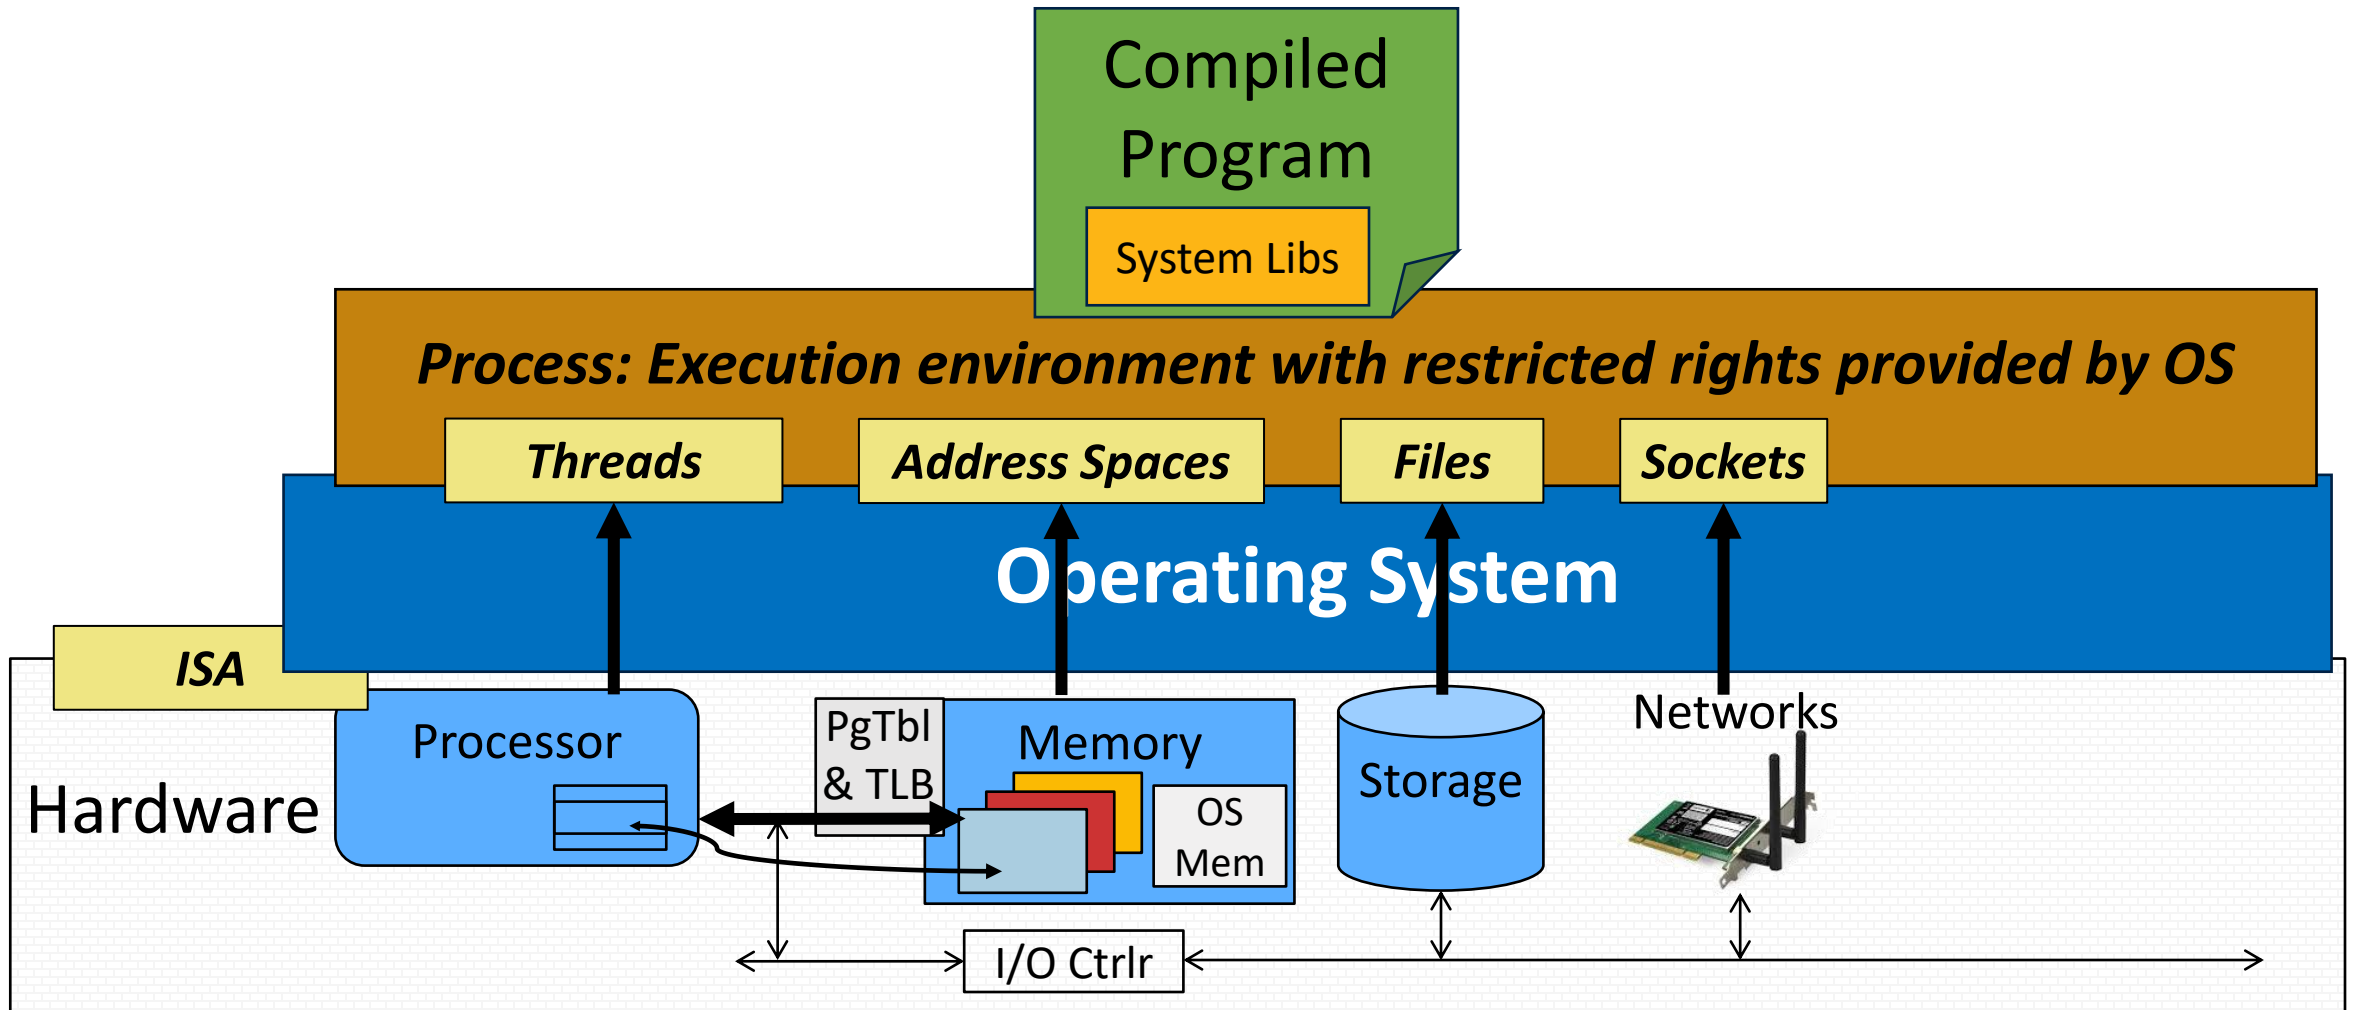 Compiled
Program
System Libs
Process: Execution environment with restricted rights provided by OS
Threads
Address Spaces
Files
Sockets
Operating System
ISA
Hardware
Processor
PgTbl
& TLB
Memory
OS
Mem
Storage
Networks
I/O Ctrlr